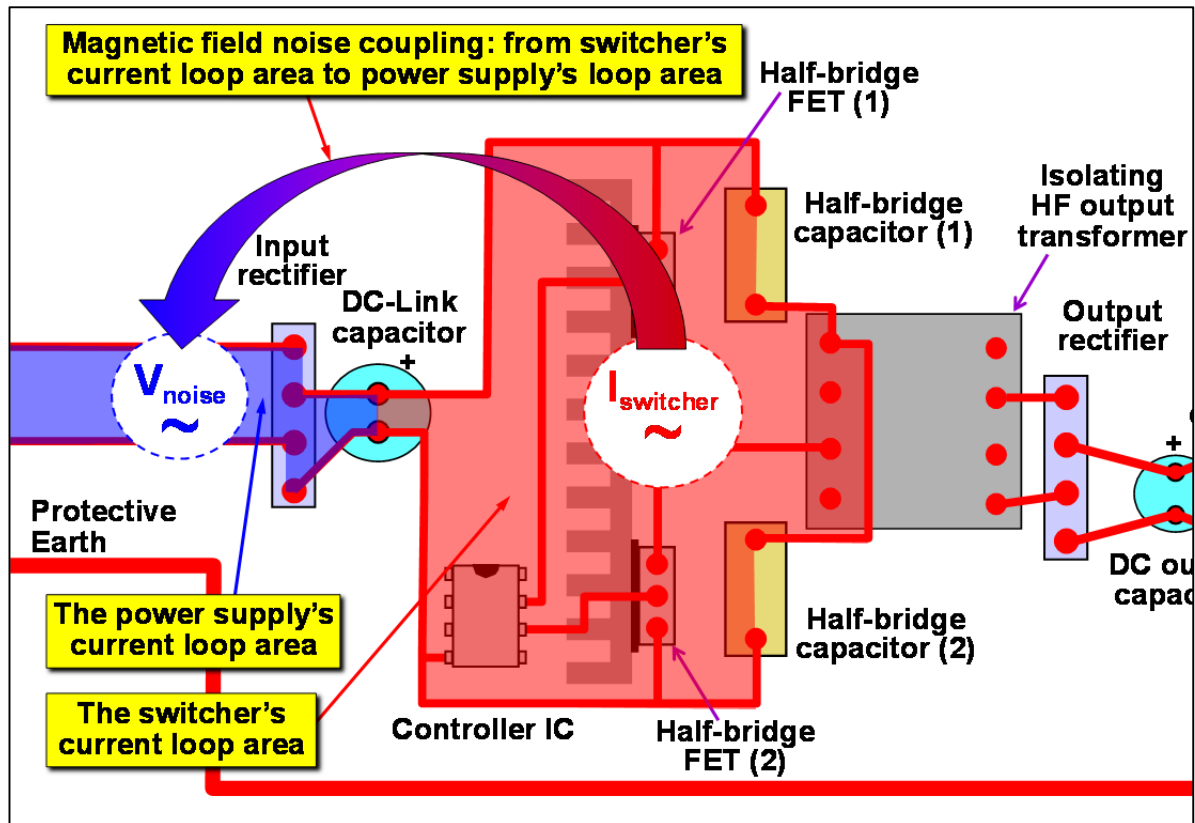 Magnetic field noise coupling: from switcher's
current loop area to power supply's loop area
Half-bridge
FET (1)
Isolating
HF output
transformer
Half-bridge
capacitor (1)
Input
rectifier
DC-Link
capacitor
+
Output
rectifier
Vnoise
~
Iswitcher
~
+
Protective
Earth
DC
The power supply's
current loop area
Half-bridge
capacitor (2)
The switcher's
current loop area
Controller IC
Half-bridge
FET (2)